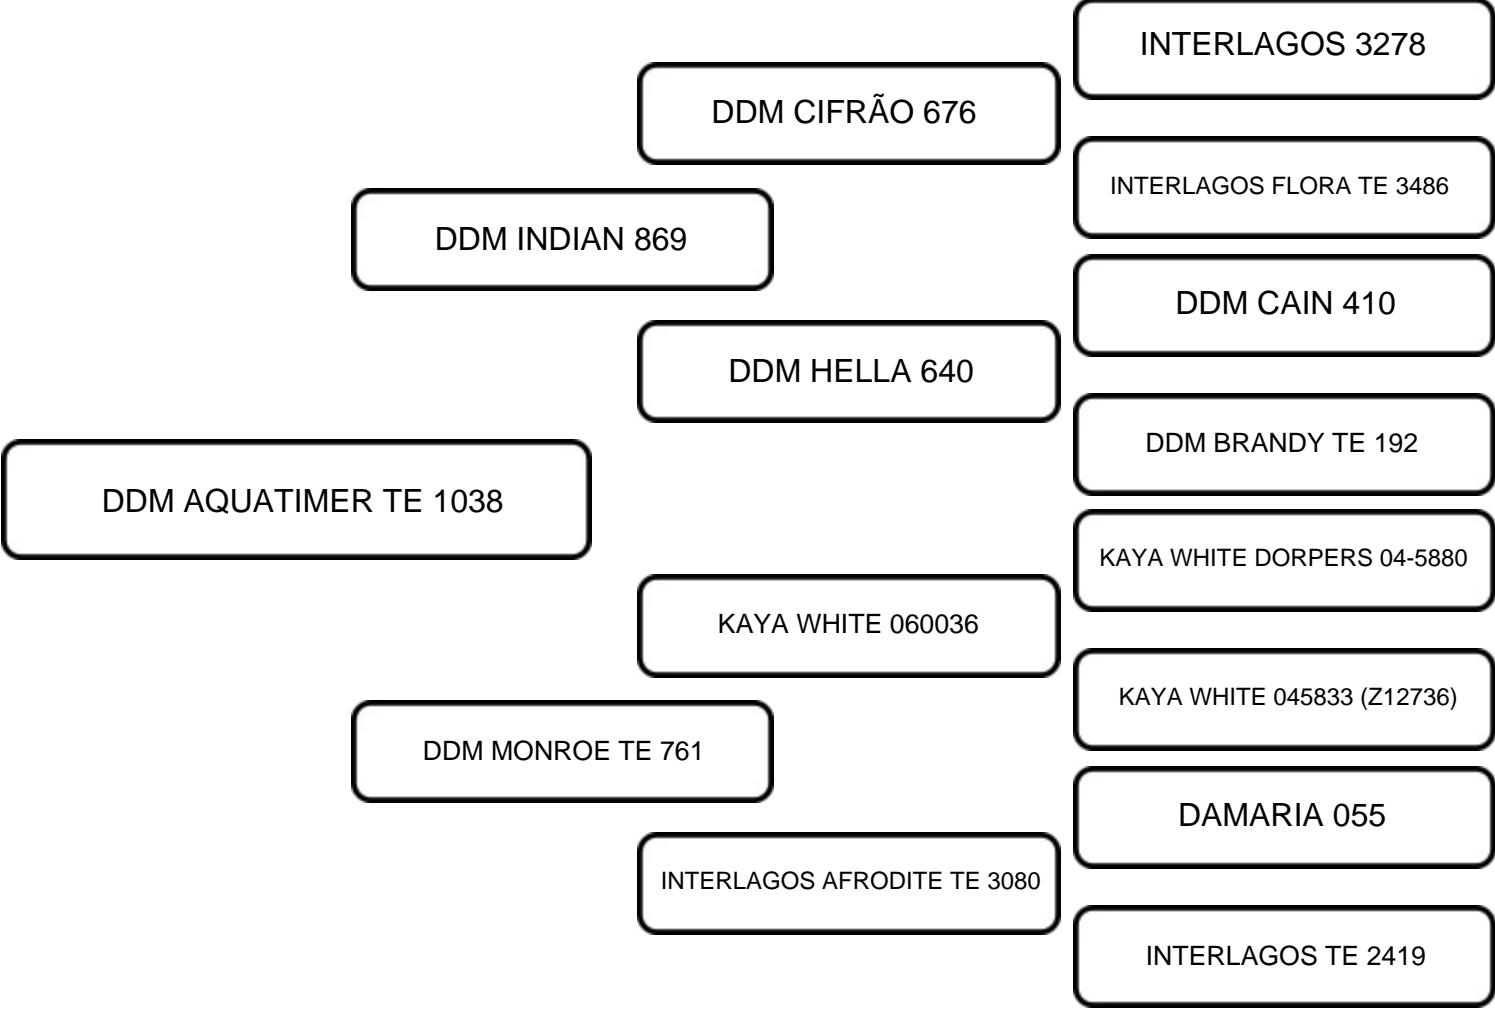 INTERLAGOS 3278
DDM CIFRÃO 676
INTERLAGOS FLORA TE 3486
DDM INDIAN 869
DDM CAIN 410
DDM HELLA 640
DDM BRANDY TE 192
DDM AQUATIMER TE 1038
KAYA WHITE DORPERS 04-5880
KAYA WHITE 060036
KAYA WHITE 045833 (Z12736)
DDM MONROE TE 761
DAMARIA 055
INTERLAGOS AFRODITE TE 3080
INTERLAGOS TE 2419